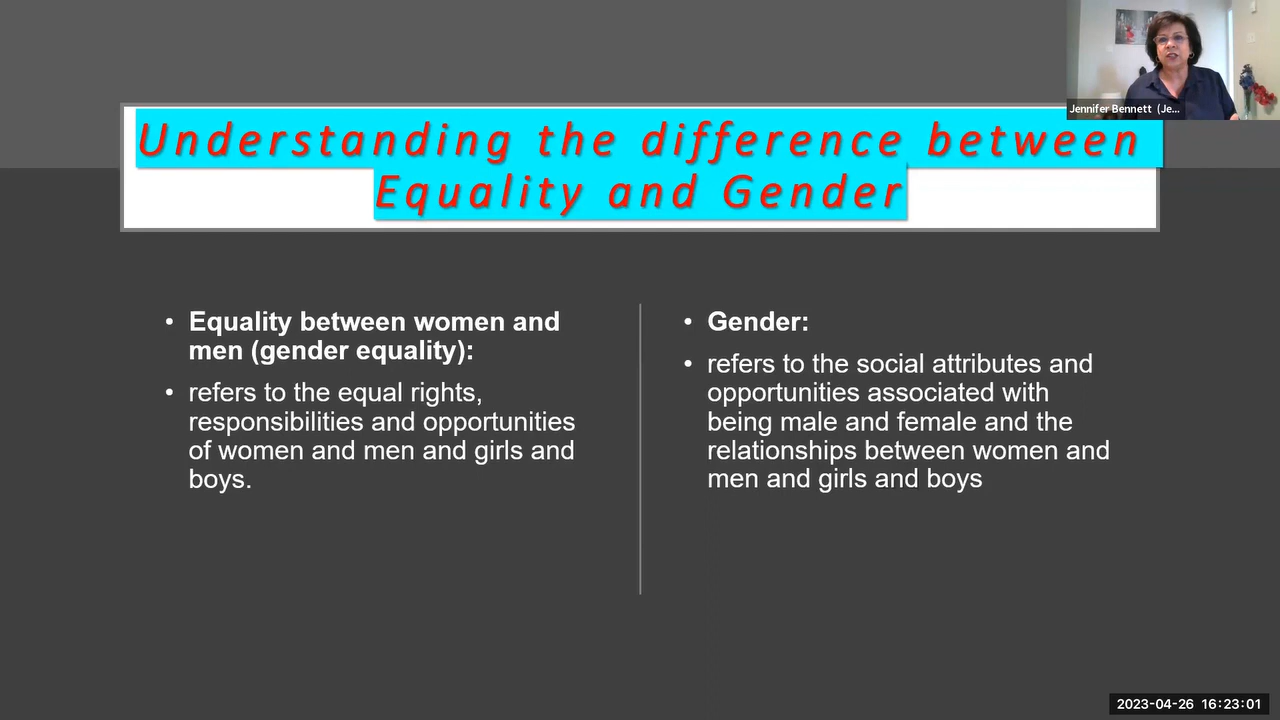 Jennifer Bennett (Je...
Understanding the difference between
Equality and Gender
• Equality between women and
men (gender equality):
• refers to the equal rights,
responsibilities and opportunities
of women and men and girls and
boys.
• Gender:
• refers to the social attributes and
opportunities associated with
being male and female and the
relationships between women and
men and girls and boys
2023-04-26 16:23:01